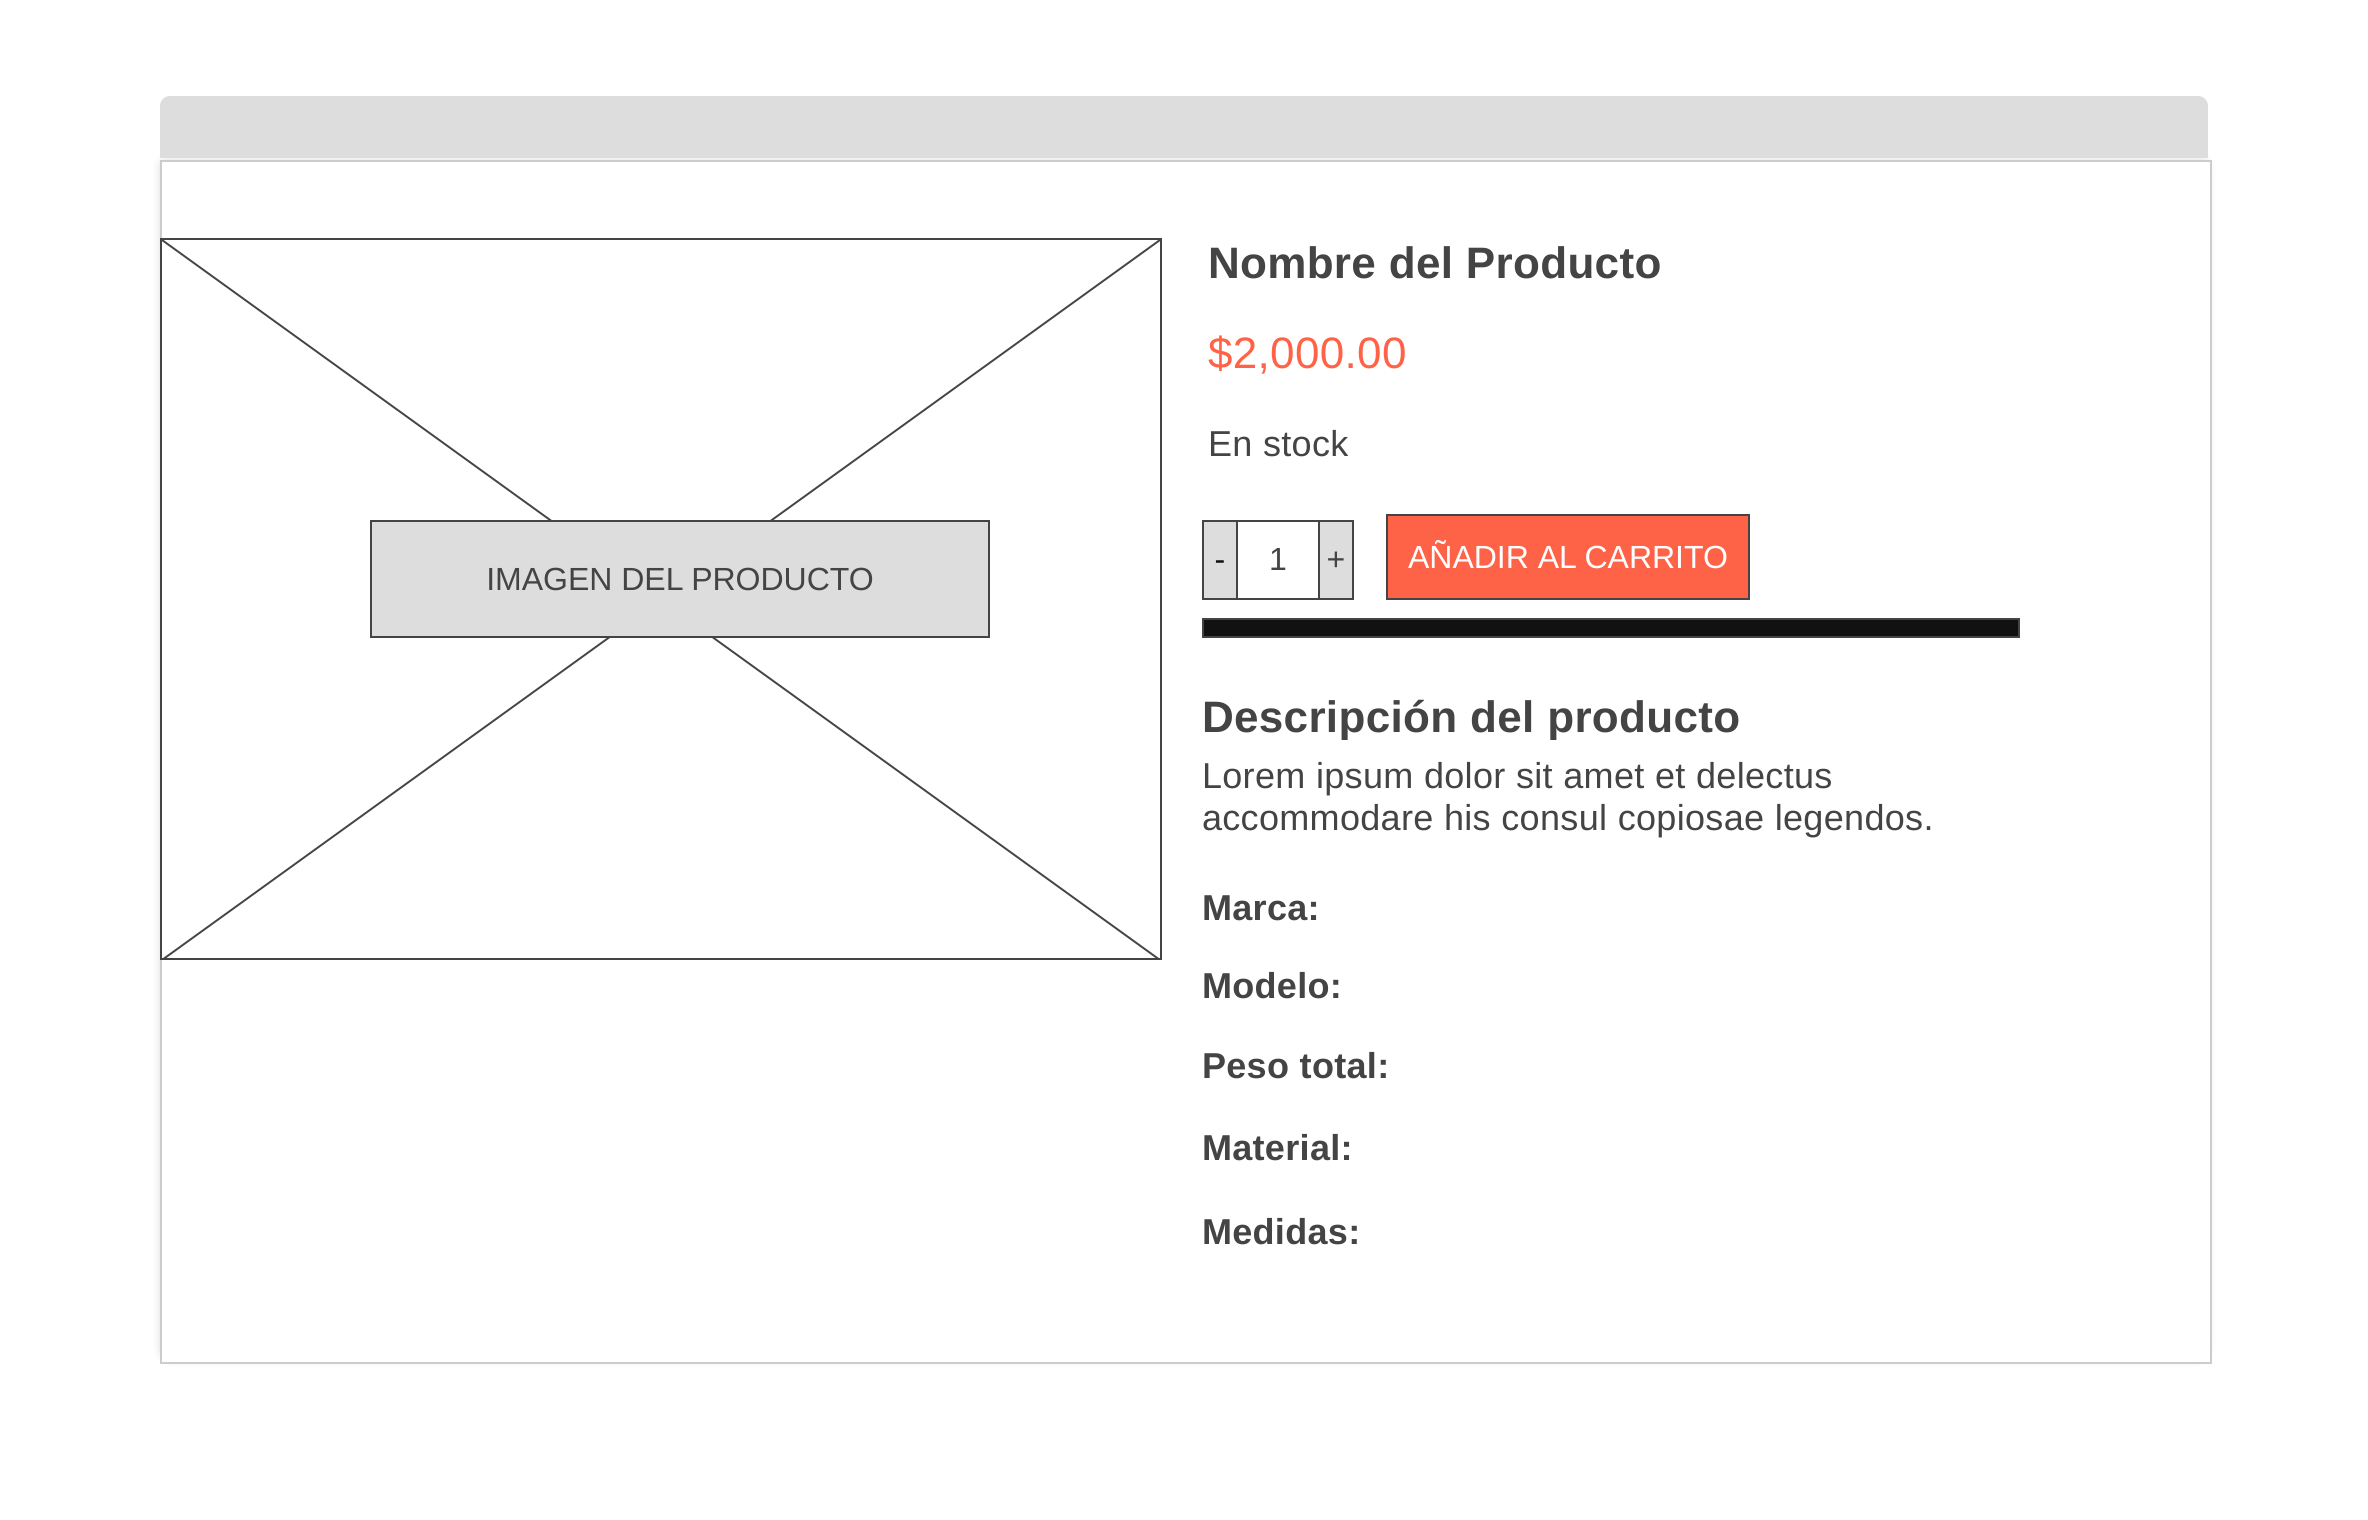 IMAGEN DEL PRODUCTO
Nombre del Producto
$2,000.00
En stock
- 1 + AÑADIR AL CARRITO
Descripción del producto
Lorem ipsum dolor sit amet et delectus
accommodare his consul copiosae legendos.
Marca:
Modelo:
Peso total:
Material:
Medidas: